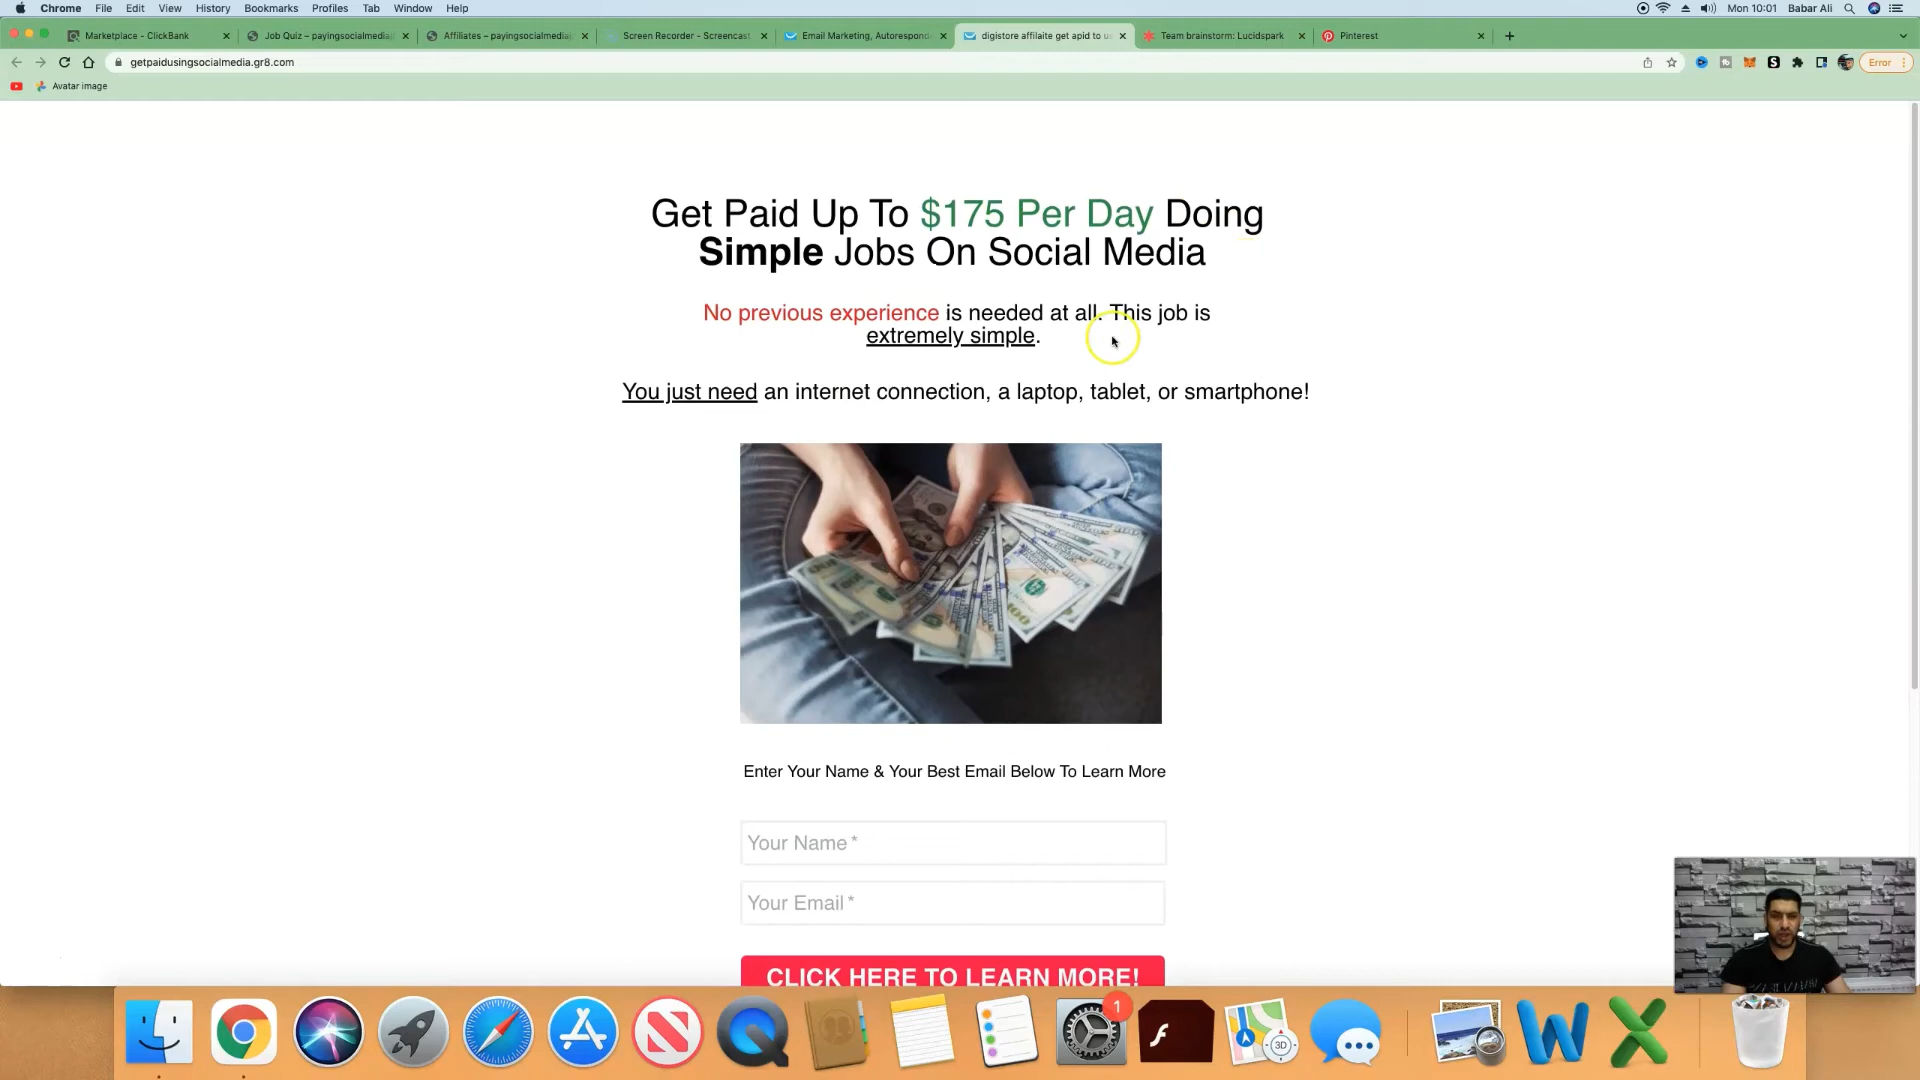 Chrome File Edit View History Bookmarks Profiles Tab Window Help Mon 10:01 Babar Ali
Marketplace - ClickBank Job Quiz – payingsocialmedia Affiliates – payingsocialmedia Screen Recorder - Screencast Email Marketing, Autorespond digistore affilaite get apid to us Team brainstorm: Lucidspark Pinterest
getpaidusingsocialmedia.gr8.com Error
Avatar image
Get Paid Up To $175 Per Day Doing
Simple Jobs On Social Media
No previous experience is needed at all. This job is
extremely simple.
You just need an internet connection, a laptop, tablet, or smartphone!
Enter Your Name & Your Best Email Below To Learn More
Your Name *
Your Email *
CLICK HERE TO LEARN MORE!
1
3D